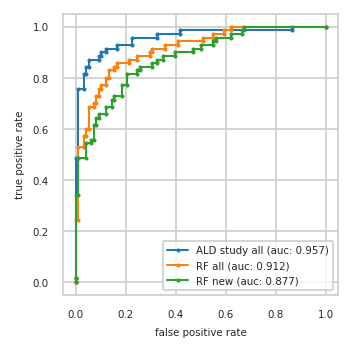 1.0
0.8
0.6
0.4
0.2
0.0
true positive rate
ALD study all (auc: 0.957)
RF all (auc: 0.912)
RF new (auc: 0.877)
0.0 0.2 0.4 0.6 0.8 1.0
false positive rate